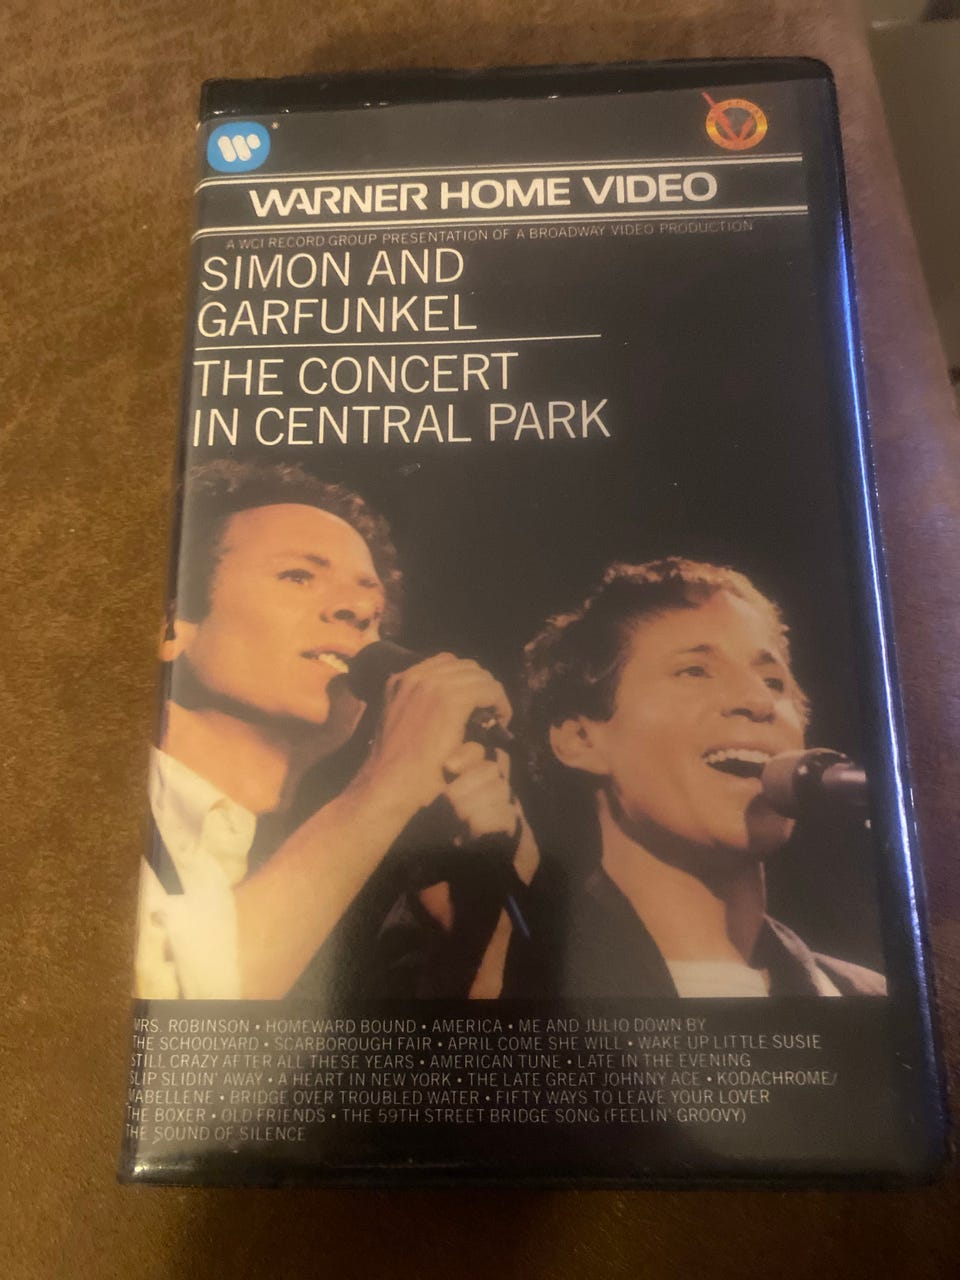 WARNER HOME VIDEO
A WCI RECORD GROUP PRESENTATION OF A BROADWAY VIDEO PRODUCTION
SIMON AND
GARFUNKEL
THE CONCERT
IN CENTRAL PARK
MRS. ROBINSON • HOMEWARD BOUND • AMERICA • ME AND JULIO DOWN BY
THE SCHOOLYARD • SCARBOROUGH FAIR • APRIL COME SHE WILL • WAKE UP LITTLE SUSIE
STILL CRAZY AFTER ALL THESE YEARS • AMERICAN TUNE • LATE IN THE EVENING
SLIP SLIDIN' AWAY • A HEART IN NEW YORK • THE LATE GREAT JOHNNY ACE • KODACHROME/
MABELLENE • BRIDGE OVER TROUBLED WATER • FIFTY WAYS TO LEAVE YOUR LOVER
THE BOXER • OLD FRIENDS • THE 59TH STREET BRIDGE SONG (FEELIN' GROOVY)
THE SOUND OF SILENCE